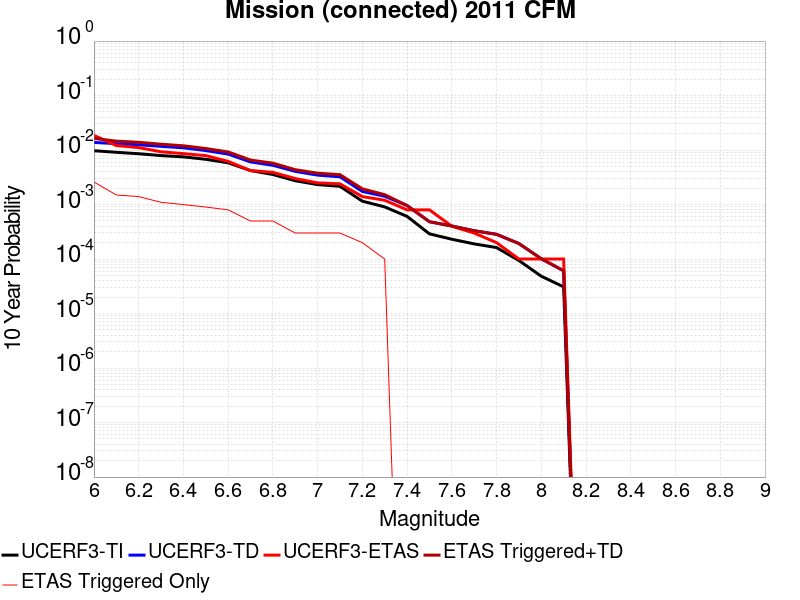 Mission (connected) 2011 CFM
10 Year Probability
10^0
10^-1
10^-2
10^-3
10^-4
10^-5
10^-6
10^-7
10^-8
6 6.2 6.4 6.6 6.8 7 7.2 7.4 7.6 7.8 8 8.2 8.4 8.6 8.8 9
Magnitude
UCERF3-TI UCERF3-TD UCERF3-ETAS ETAS Triggered+TD
ETAS Triggered Only